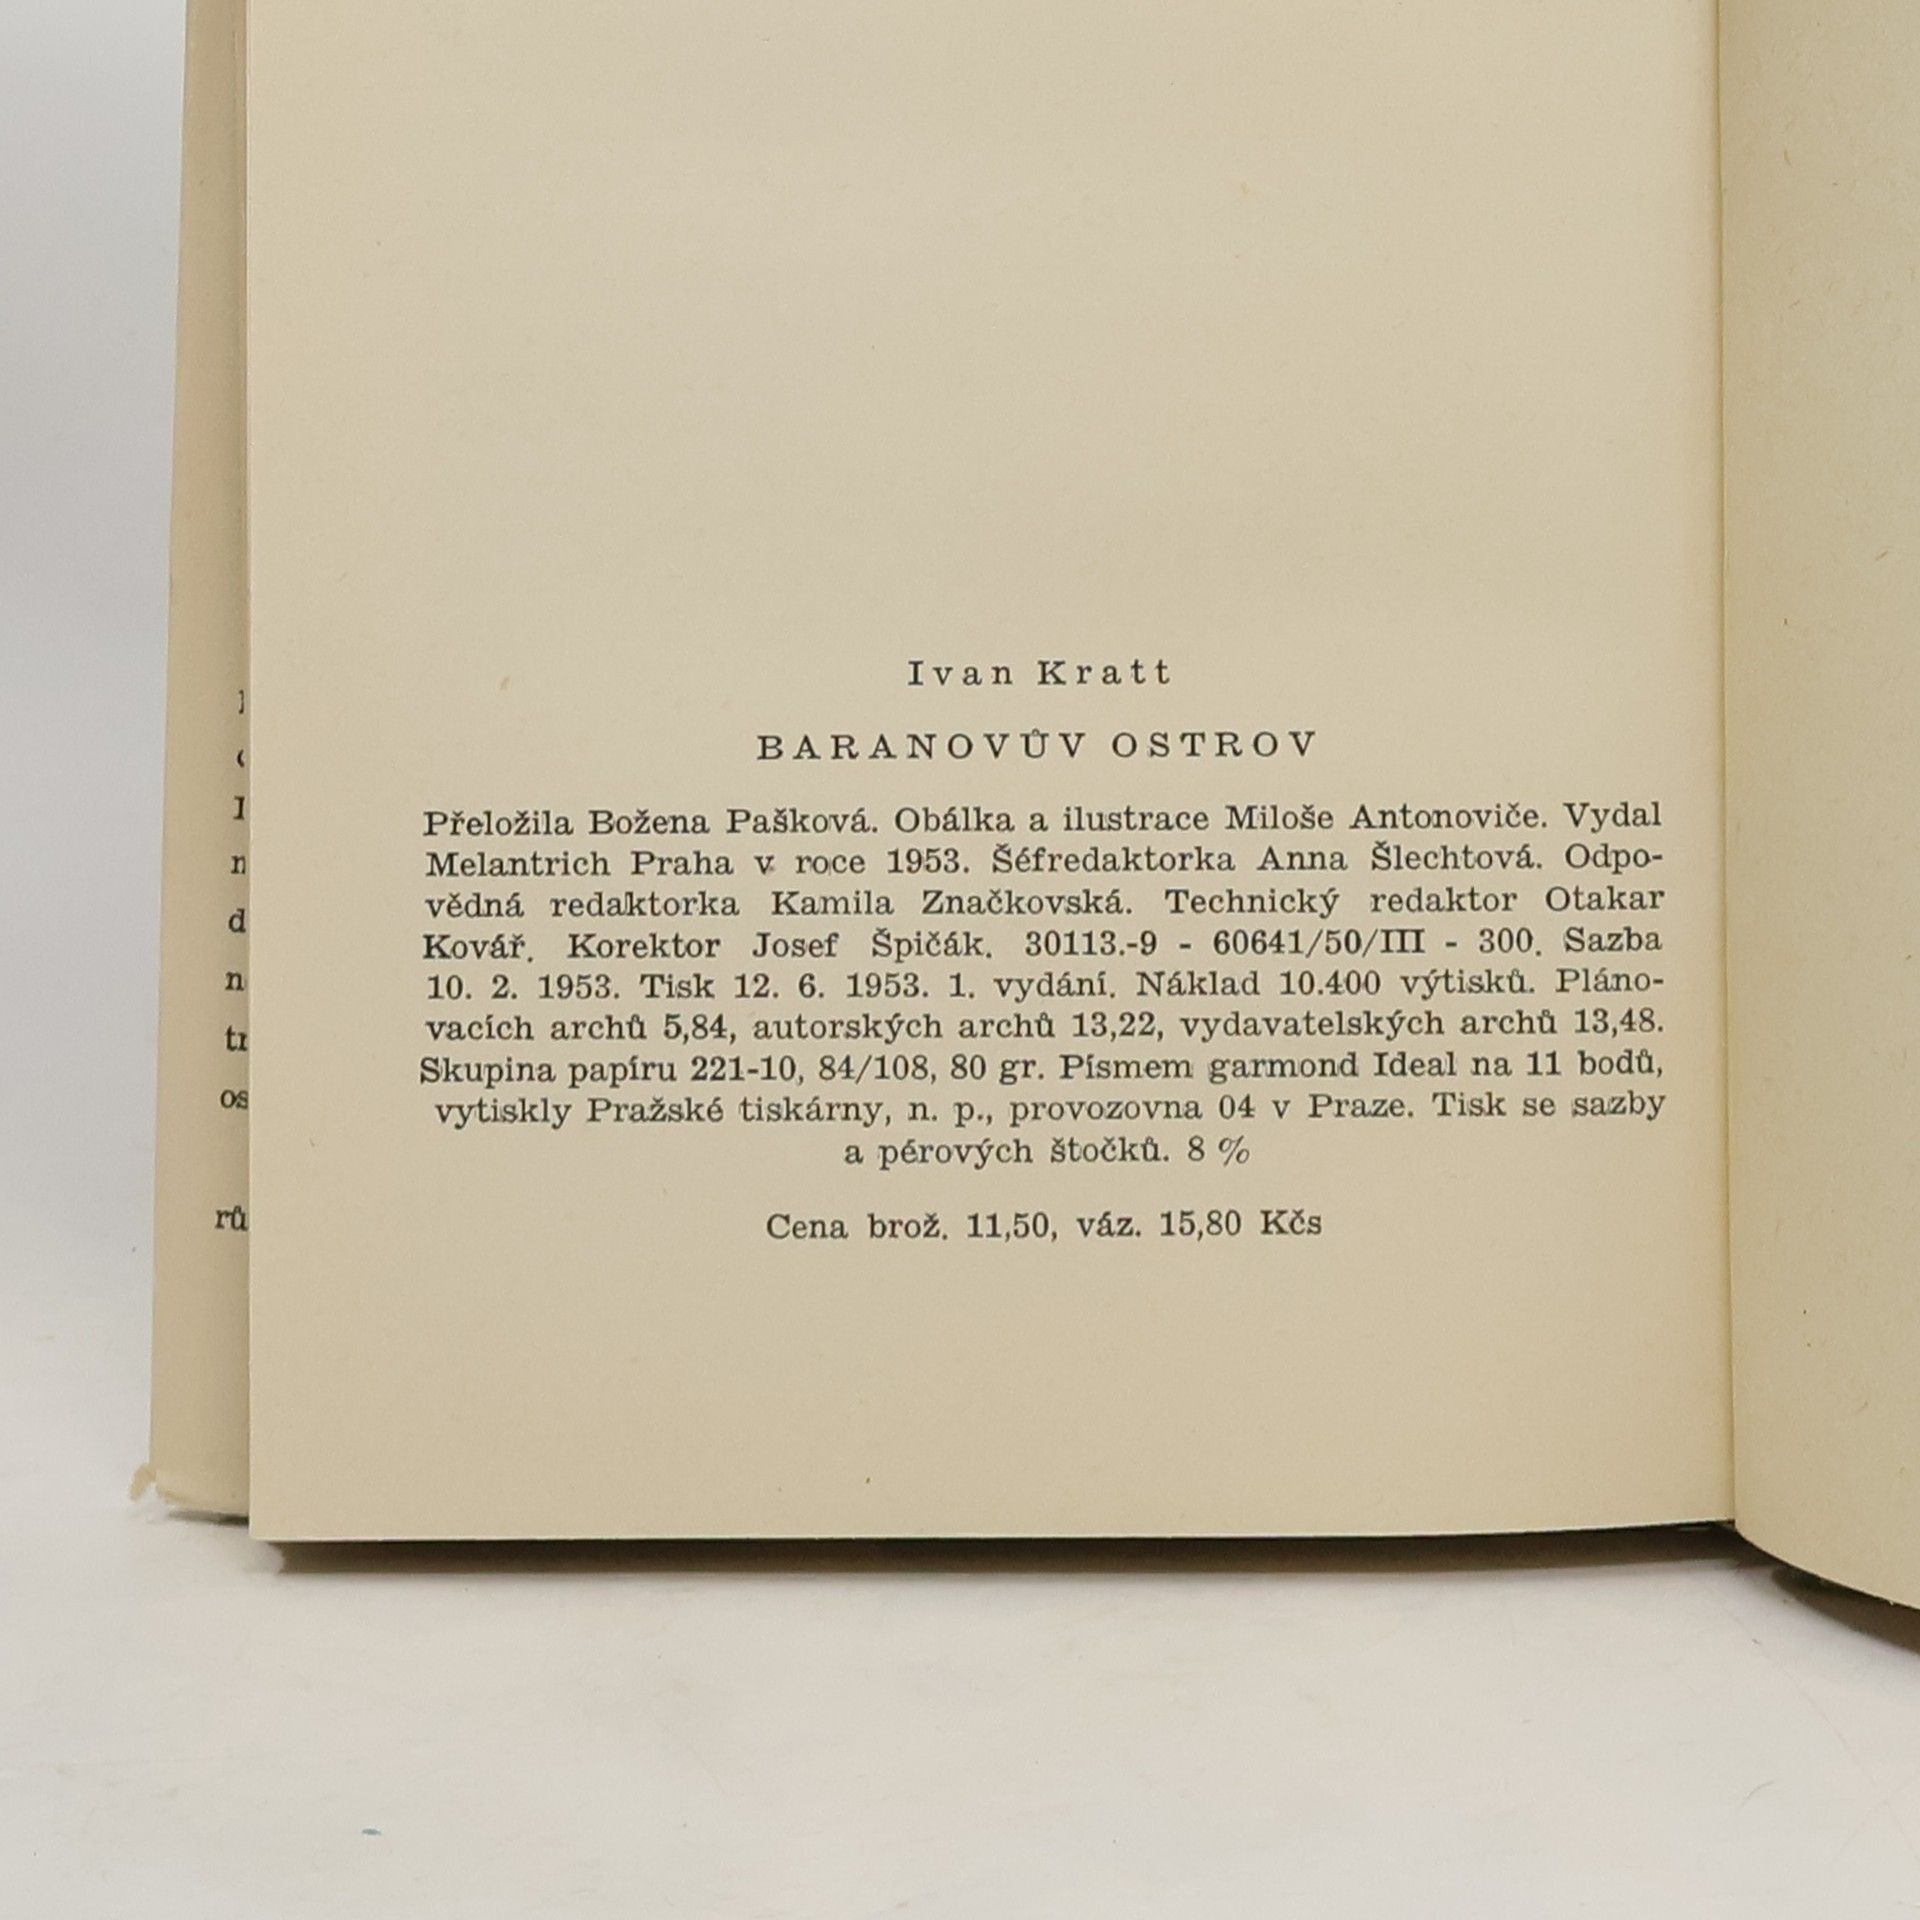 Ivan Kratt
BARANOVŮV OSTROV
Přeložila Božena Pašková. Obálka a ilustrace Miloše Antonoviče. Vydal
Melantrich Praha v roce 1953. Šéfredaktorka Anna Šlechtová. Odpo-
vědná redaktorka Kamila Značkovská. Technický redaktor Otakar
Kovář. Korektor Josef Špičák. 30113.-9 - 60641/50/III - 300. Sazba
10. 2. 1953. Tisk 12. 6. 1953. 1. vydání. Náklad 10.400 výtisků. Pláno-
vacích archů 5,84, autorských archů 13,22, vydavatelských archů 13,48.
Skupina papíru 221-10, 84/108, 80 gr. Písmem garmond Ideal na 11 bodů,
vytiskly Pražské tiskárny, n. p., provozovna 04 v Praze. Tisk se sazby
a pérových štočků. 8 %
Cena brož. 11,50, váz. 15,80 Kčs